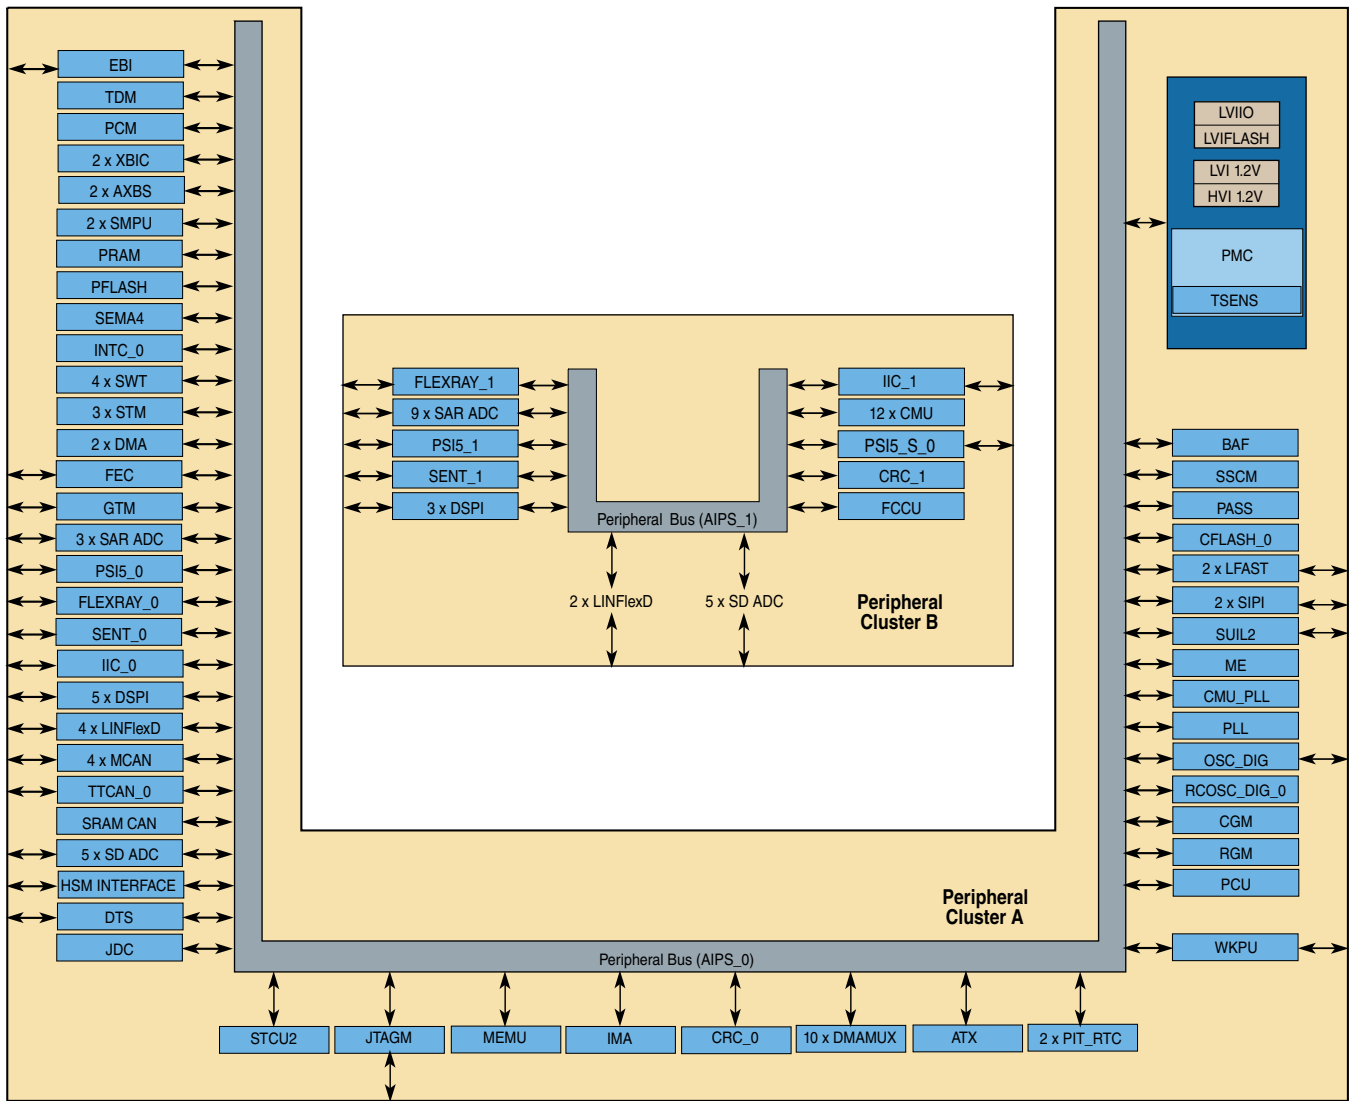 EBI
TDM
PCM
2 x XBIC
2 x AXBS
2 x SMPU
PRAM
PFLASH
SEMA4
INTC_0
4 x SWT
3 x STM
2 x DMA
FEC
GTM
3 x SAR ADC
PSI5_0
FLEXRAY_0
SENT_0
IIC_0
5 x DSPI
4 x LINFlexD
4 x MCAN
TTCAN_0
SRAM CAN
5 x SD ADC
HSM INTERFACE
DTS
JDC
FLEXRAY_1
9 x SAR ADC
PSI5_1
SENT_1
3 x DSPI
IIC_1
12 x CMU
PSI5_S_0
CRC_1
FCCU
Peripheral Bus (AIPS_1)
2 x LINFlexD
5 x SD ADC
Peripheral
Cluster B
LVIIO
LVIFLASH
LVI 1.2V
HVI 1.2V
PMC
TSENS
BAF
SSCM
PASS
CFLASH_0
2 x LFAST
2 x SIPI
SUIL2
ME
CMU_PLL
PLL
OSC_DIG
RCOSC_DIG_0
CGM
RGM
PCU
WKPU
Peripheral
Cluster A
Peripheral Bus (AIPS_0)
STCU2
JTAGM
MEMU
IMA
CRC_0
10 x DMAMUX
ATX
2 x PIT_RTC